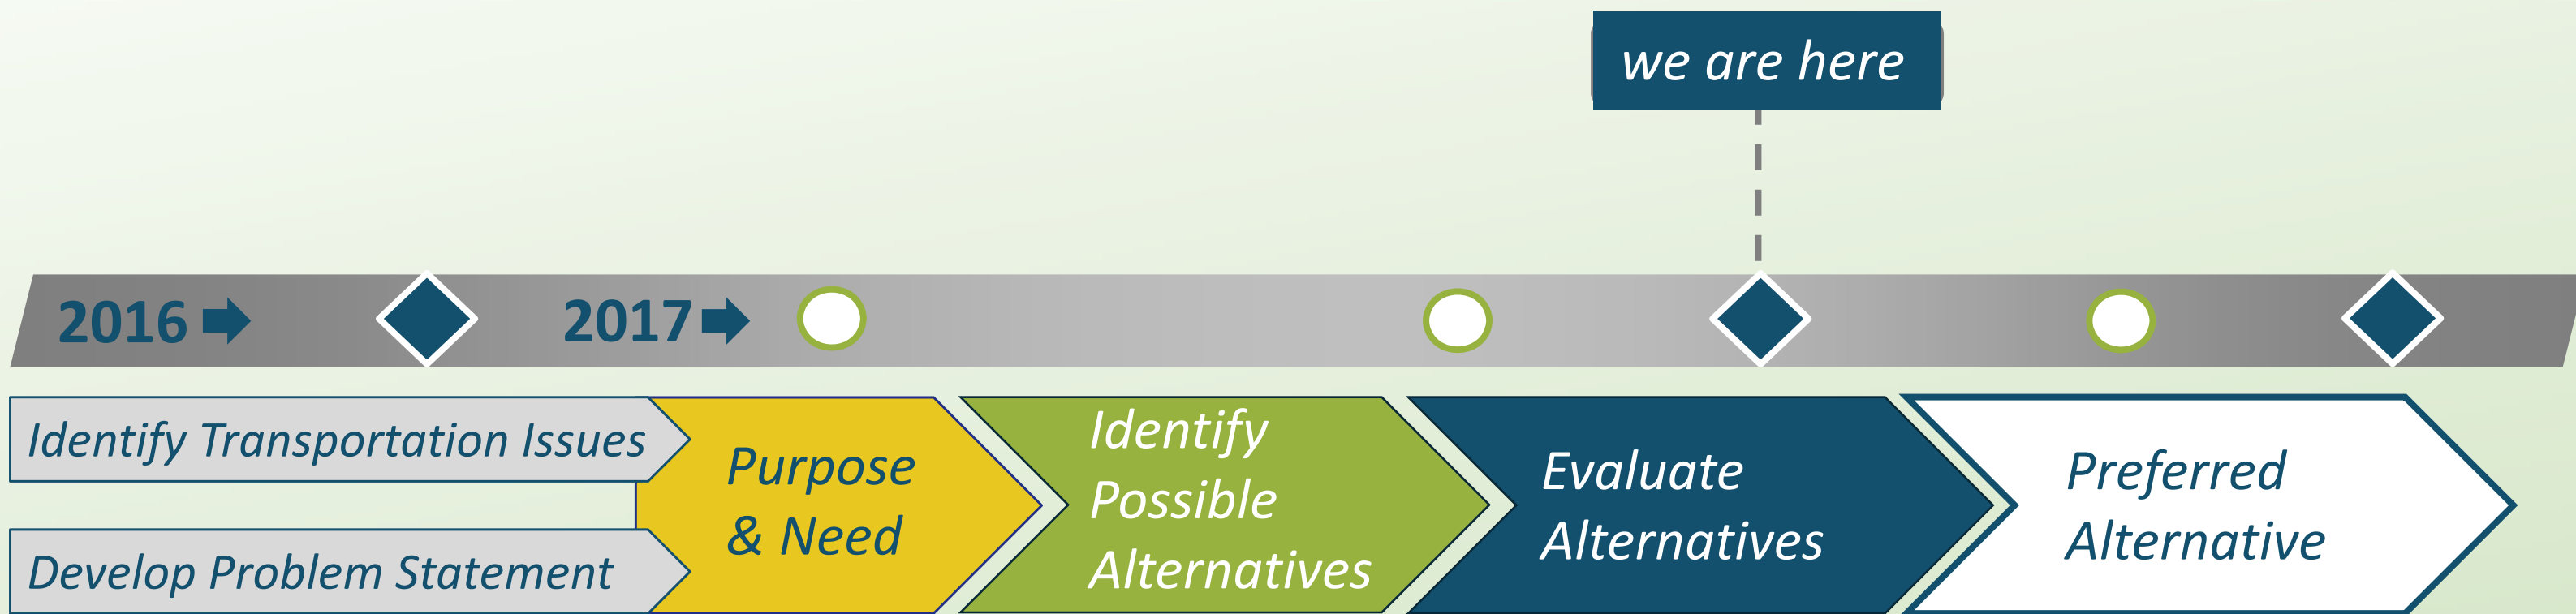 we are here
2016
2017
Identify Transportation Issues
Develop Problem Statement
Purpose
& Need
Identify
Possible
Alternatives
Evaluate
Alternatives
Preferred
Alternative